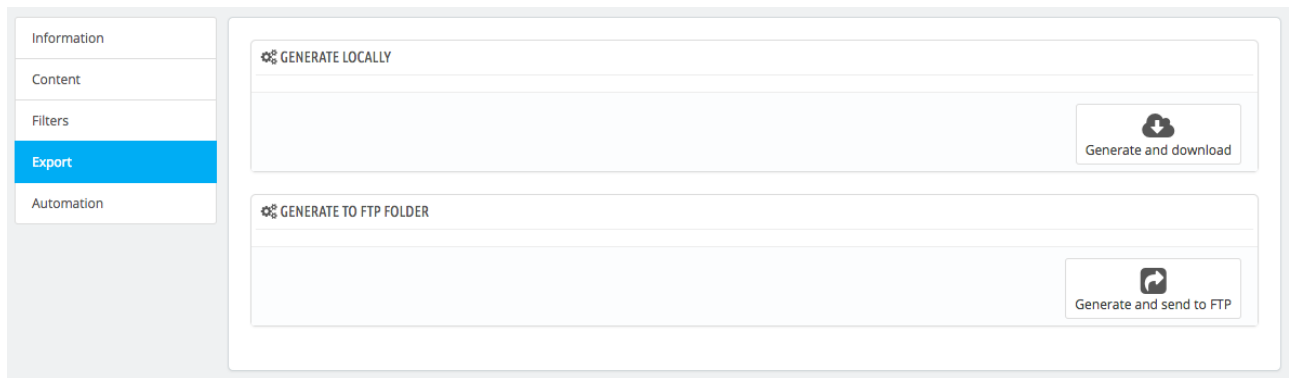 Information
Content
Filters
Export
Automation
GENERATE LOCALLY
Generate and download
GENERATE TO FTP FOLDER
Generate and send to FTP